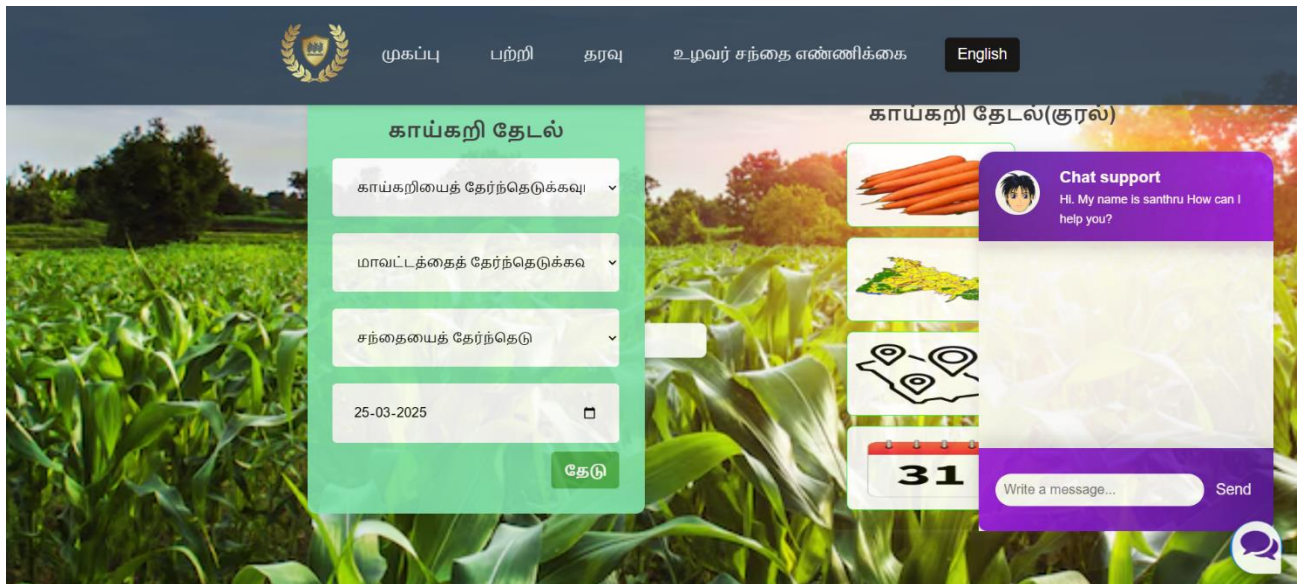 முகப்பு பற்றி தரவு உழவர் சந்தை எண்ணிக்கை English
காய்கறி தேடல்
காய்கறியைத் தேர்ந்தெடுக்கவு
மாவட்டத்தைத் தேர்ந்தெடுக்கவ
சந்தையைத் தேர்ந்தெடு
25-03-2025
தேடு
காய்கறி தேடல்(குரல்)
31
Chat support
Hi. My name is santhru How can I
help you?
Write a message...
Send